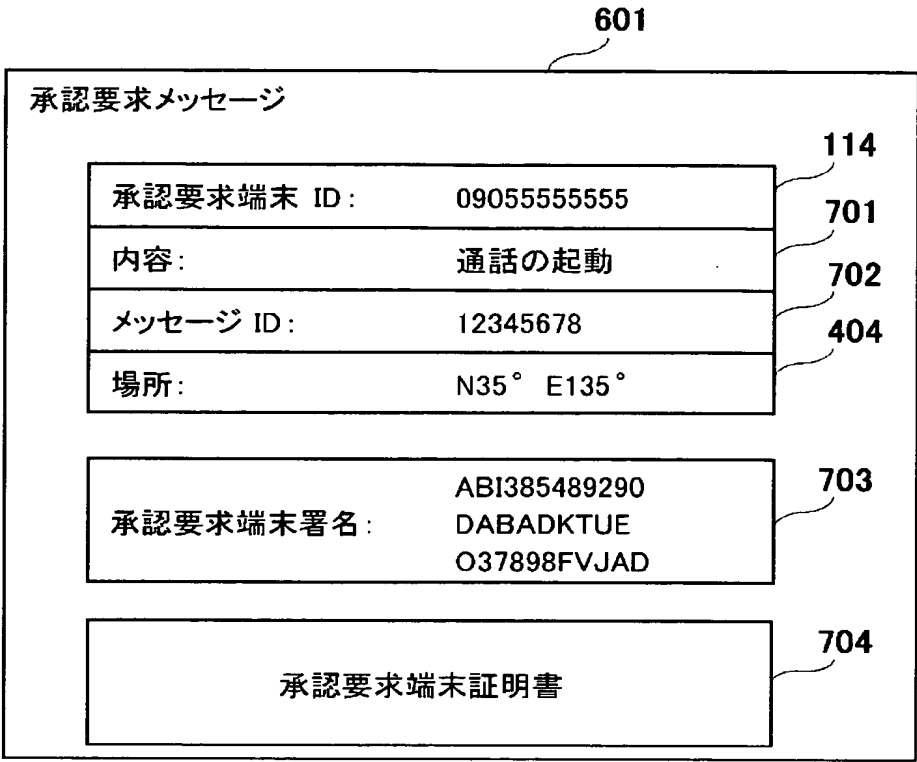 601
承認要求メッセージ
114
承認要求端末 ID: 09055555555
701
内容: 通話の起動
702
メッセージ ID: 12345678
404
場所: N35° E135°
703
承認要求端末署名: ABI385489290
DABADKTUE
O37898FVJAD
704
承認要求端末証明書